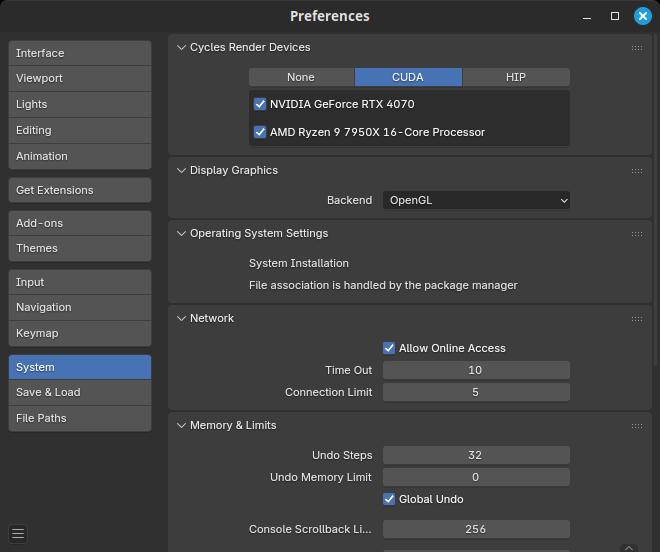 Preferences
Interface
Viewport
Lights
Editing
Animation
Get Extensions
Add-ons
Themes
Input
Navigation
Keymap
System
Save & Load
File Paths
Cycles Render Devices
None CUDA HIP
NVIDIA GeForce RTX 4070
AMD Ryzen 9 7950X 16-Core Processor
Display Graphics
Backend OpenGL
Operating System Settings
System Installation
File association is handled by the package manager
Network
Allow Online Access
Time Out 10
Connection Limit 5
Memory & Limits
Undo Steps 32
Undo Memory Limit 0
Global Undo
Console Scrollback Li... 256